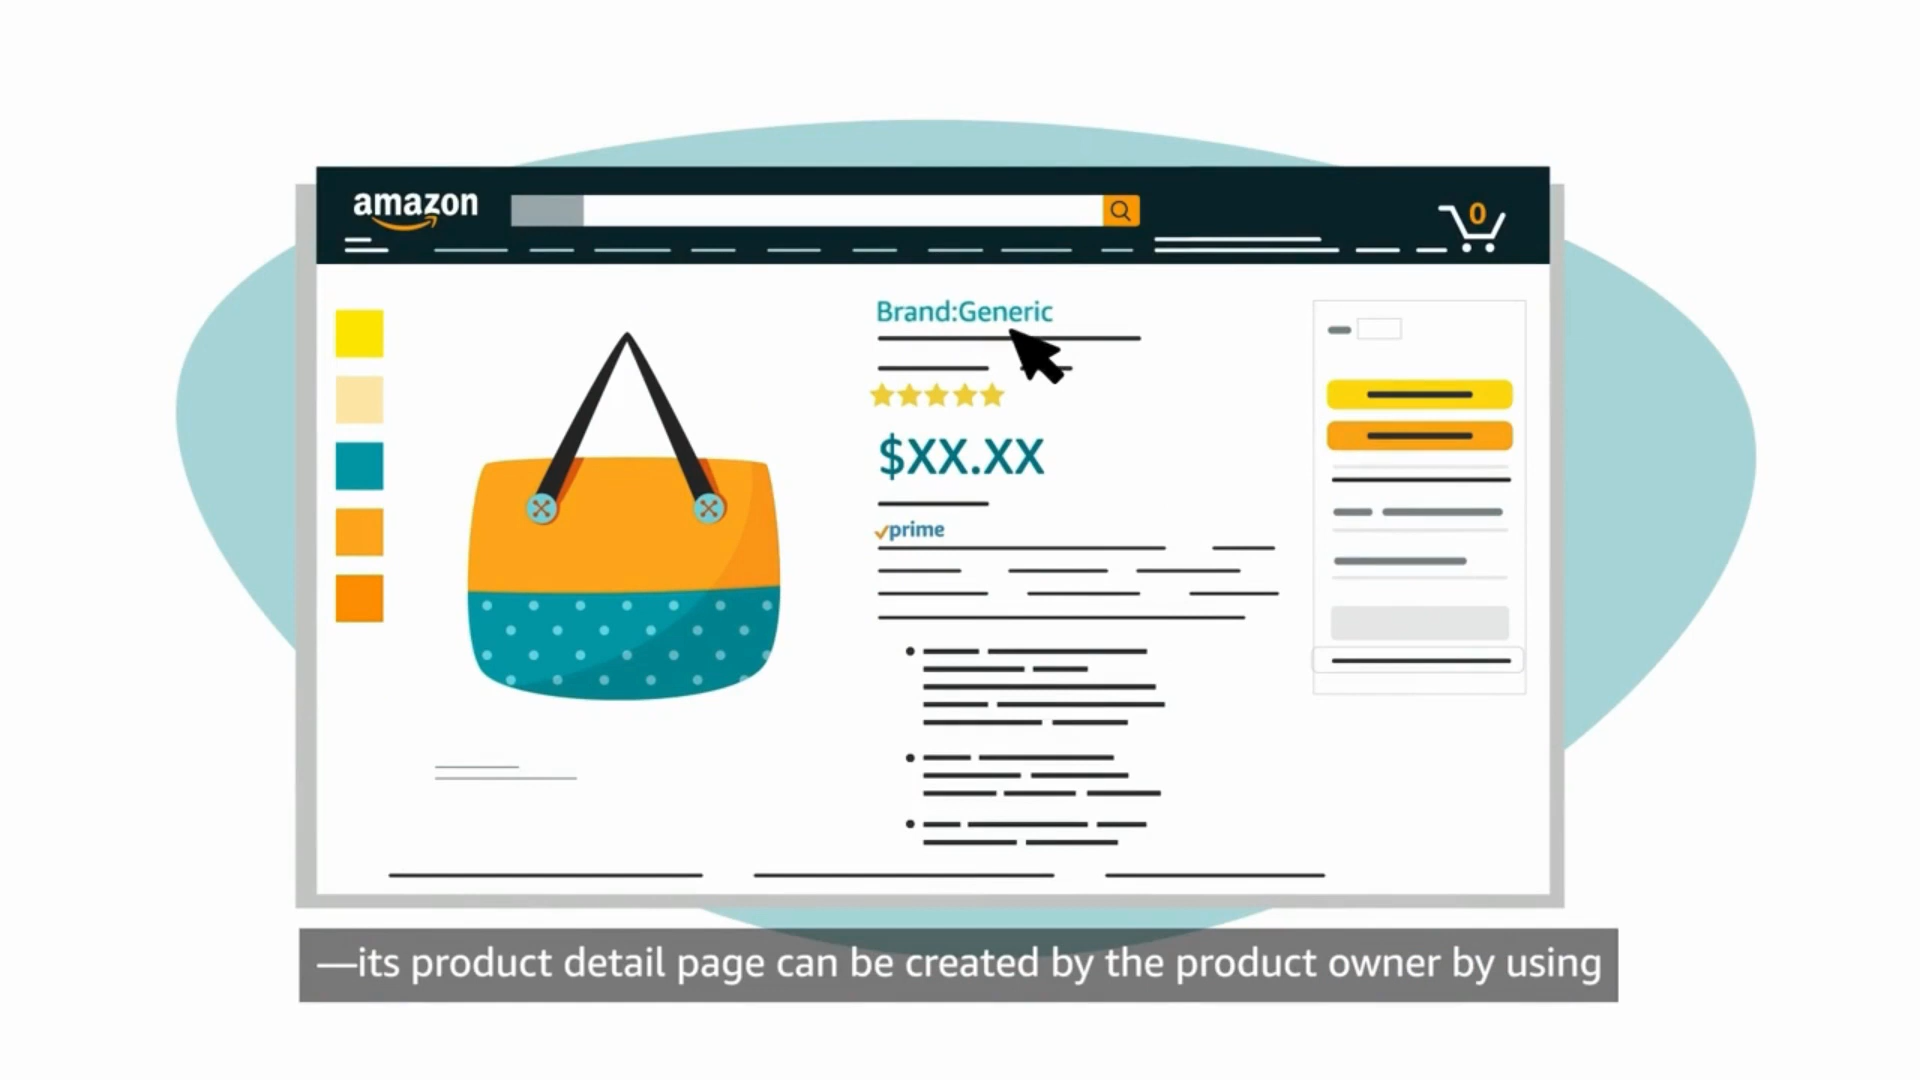 amazon
0
Brand:Generic
$XX.XX
prime
—its product detail page can be created by the product owner by using